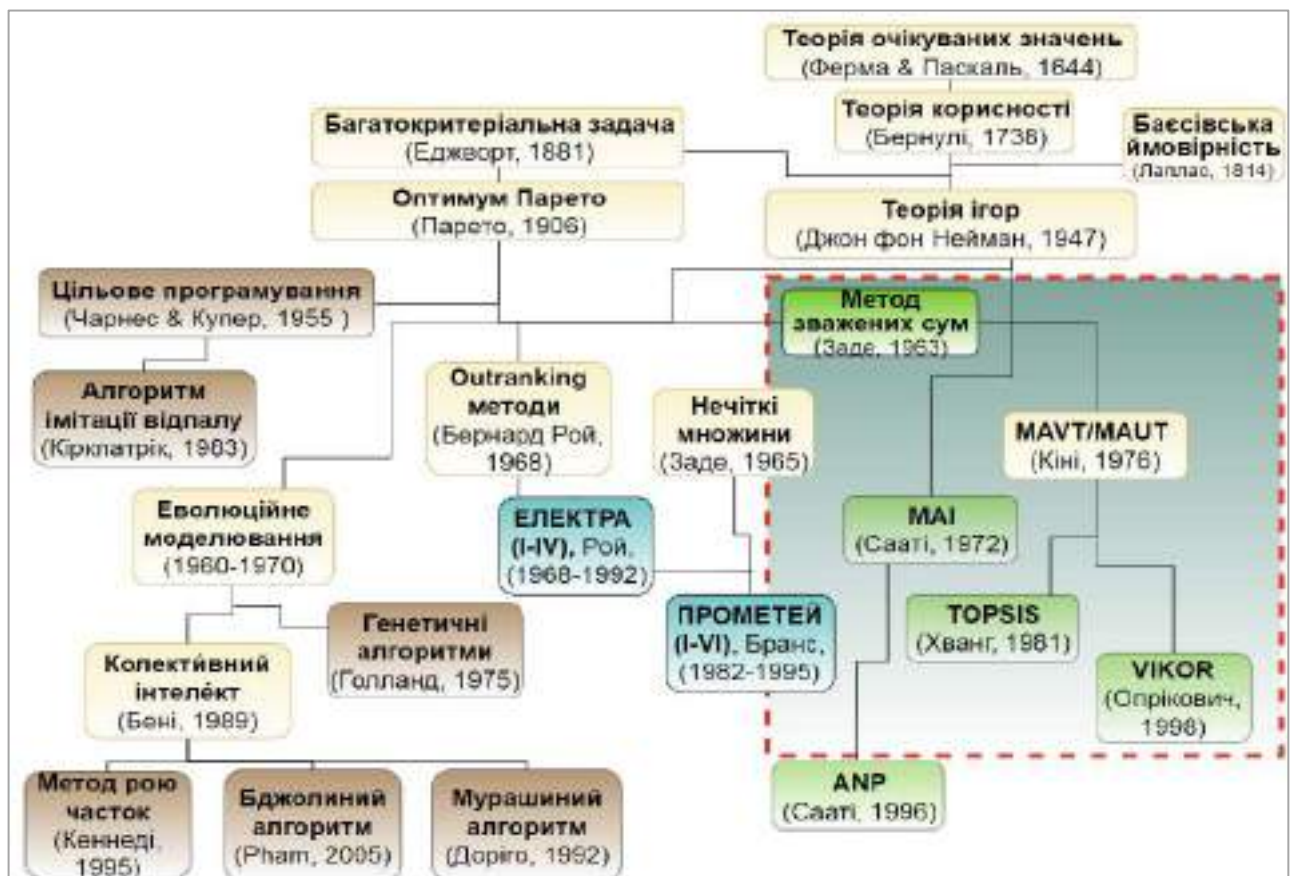 Теорія очікуваних значень
(Ферма & Паскаль, 1644)
Багатокритеріальна задача
(Еджворт, 1881)
Теорія корисності
(Бернулі, 1738)
Баєсівська
ймовірність
(Лаплас, 1814)
Оптимум Парето
(Парето, 1906)
Теорія ігор
(Джон фон Нейман, 1947)
Цільове програмування
(Чарнес & Купер, 1955 )
Метод
зважених сум
(Заде, 1963)
Алгоритм
імітації відпалу
(Кіркпатрік, 1983)
Outranking
методи
(Бернард Рой,
1968)
Нечіткі
множини
(Заде, 1965)
MAVT/MAUT
(Кіні, 1976)
Еволюційне
моделювання
(1960-1970)
ЕЛЕКТРА
(I-IV), Рой,
(1968-1992)
МАІ
(Сааті, 1972)
Генетичні
алгоритми
(Голланд, 1975)
ПРОМЕТЕЙ
(I-VI), Бранс,
(1982-1995)
TOPSIS
(Хванг, 1981)
Колекти́вний
інтеле́кт
(Бені, 1989)
VIKOR
(Опрікович,
1998)
Метод рою
часток
(Кеннеді,
1995)
Бджолиний
алгоритм
(Pham, 2005)
Мурашиний
алгоритм
(Доріго, 1992)
ANP
(Сааті, 1996)